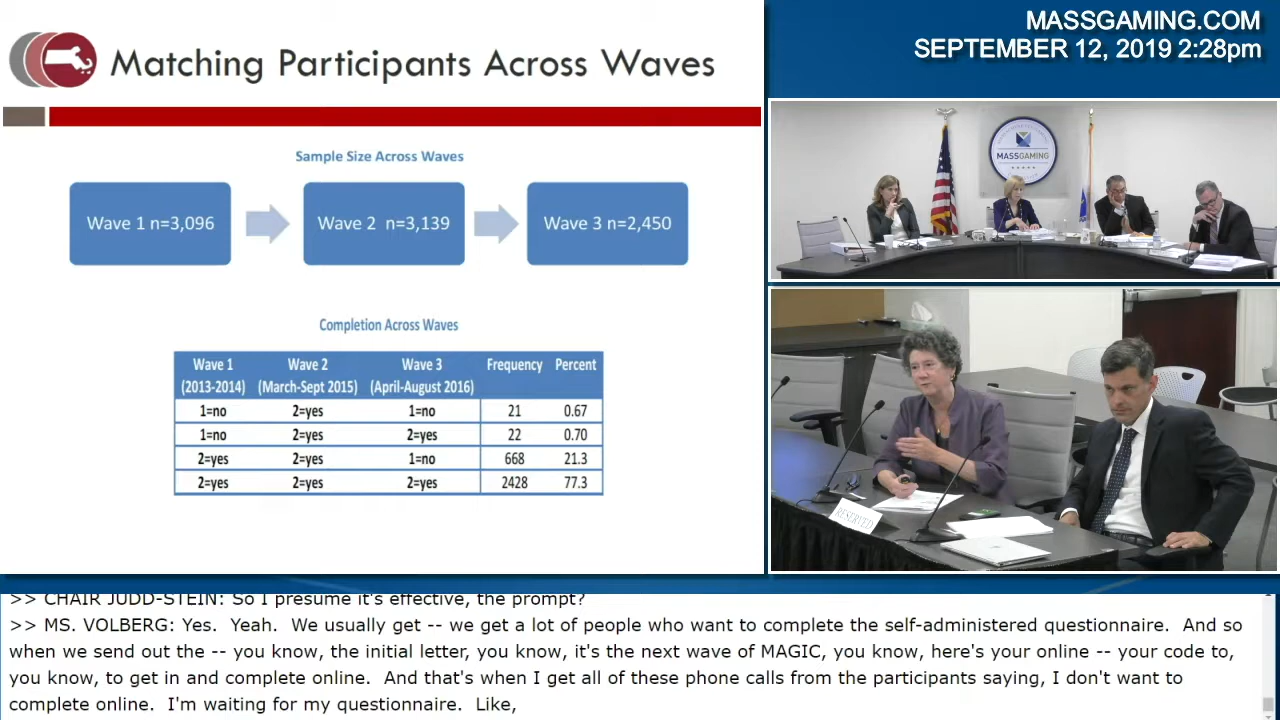 MASSGAMING.COM
SEPTEMBER 12, 2019 2:28pm
Matching Participants Across Waves
Sample Size Across Waves
Wave 1 n=3,096
Wave 2 n=3,139
Wave 3 n=2,450
Completion Across Waves
Wave 1 Wave 2 Wave 3 Frequency Percent
(2013-2014) (March-Sept 2015) (April-August 2016)
1=no 2=yes 1=no 21 0.67
1=no 2=yes 2=yes 22 0.70
2=yes 2=yes 1=no 668 21.3
2=yes 2=yes 2=yes 2428 77.3
MASSGAMING
RESERVED
>> CHAIR JUDD-STEIN: So I presume it's effective, the prompt?
>> MS. VOLBERG: Yes. Yeah. We usually get -- we get a lot of people who want to complete the self-administered questionnaire. And so
when we send out the -- you know, the initial letter, you know, it's the next wave of MAGIC, you know, here's your online -- your code to,
you know, to get in and complete online. And that's when I get all of these phone calls from the participants saying, I don't want to
complete online. I'm waiting for my questionnaire. Like,